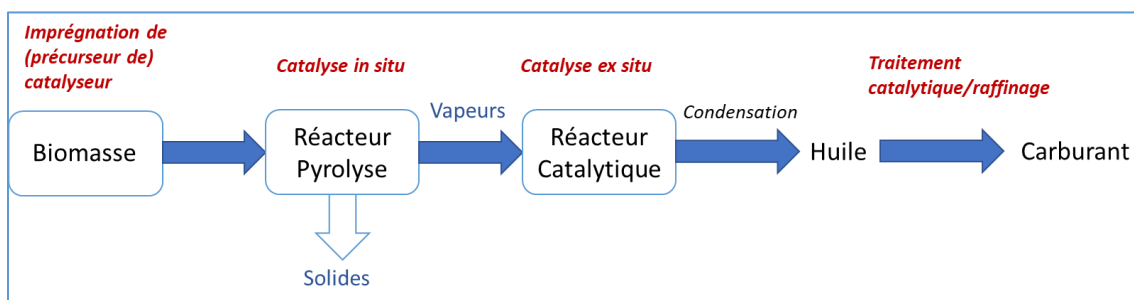 Imprégnation de
(précurseur de)
catalyseur
Catalyse in situ
Catalyse ex situ
Traitement
catalytique/raffinage
Biomasse
Réacteur
Pyrolyse
Vapeurs
Réacteur
Catalytique
Condensation
Huile
Carburant
Solides